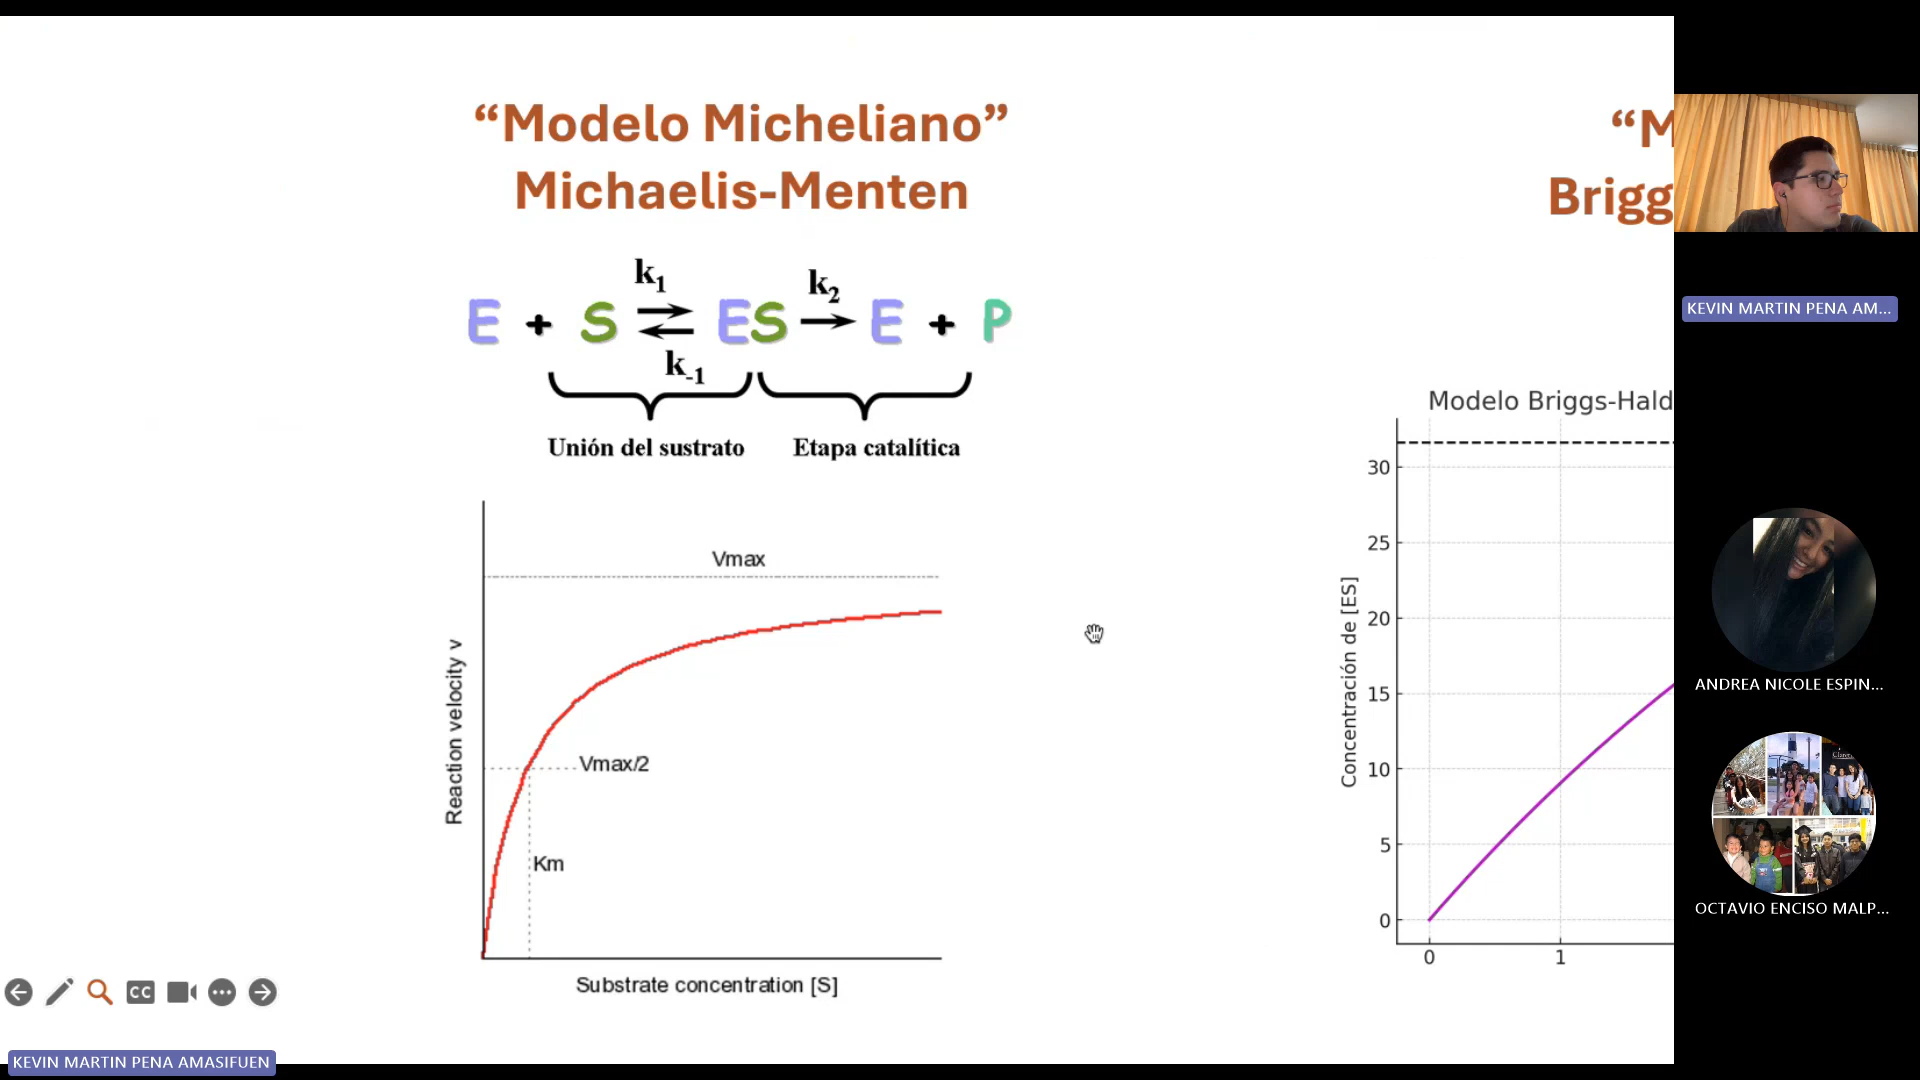 “Modelo Micheliano”
Michaelis-Menten
k1
k2
E + S ES E + P
k-1
Unión del sustrato
Etapa catalítica
Vmax
Vmax/2
Km
Reaction velocity v
Substrate concentration [S]
“M
Briggs
Modelo Briggs-Hald
30
25
20
15
10
5
0
Concentración de [ES]
0 1
CC
KEVIN MARTIN PENA AMASIFUEN
KEVIN MARTIN PENA AM...
ANDREA NICOLE ESPIN...
OCTAVIO ENCISO MALP...